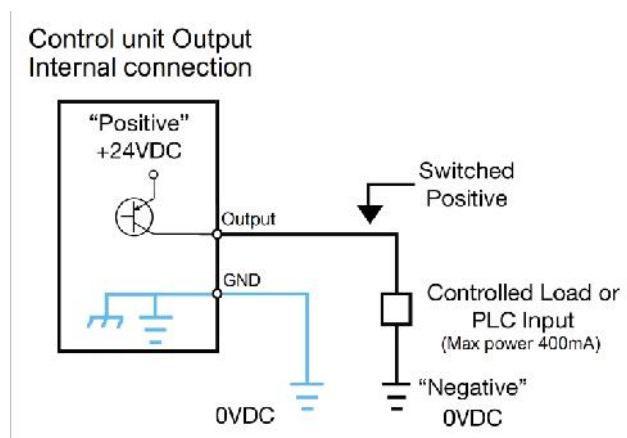 Control unit Output
Internal connection
“Positive”
+24VDC
Switched
Positive
Output
GND
Controlled Load or
PLC Input
(Max power 400mA)
“Negative”
0VDC
0VDC